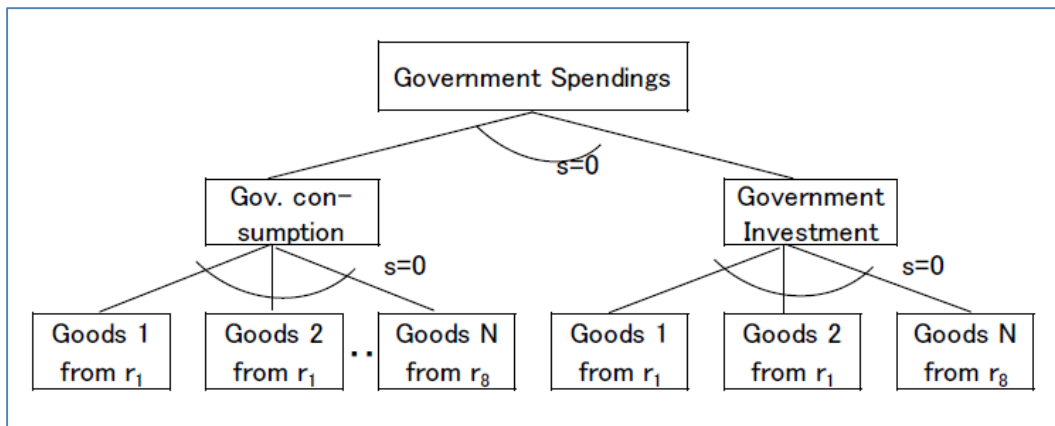 Government Spendings
s=0
Gov. con-
sumption
Government
Investment
s=0
s=0
Goods 1
from r₁
Goods 2
from r₁
..
Goods N
from r₈
Goods 1
from r₁
Goods 2
from r₁
Goods N
from r₈